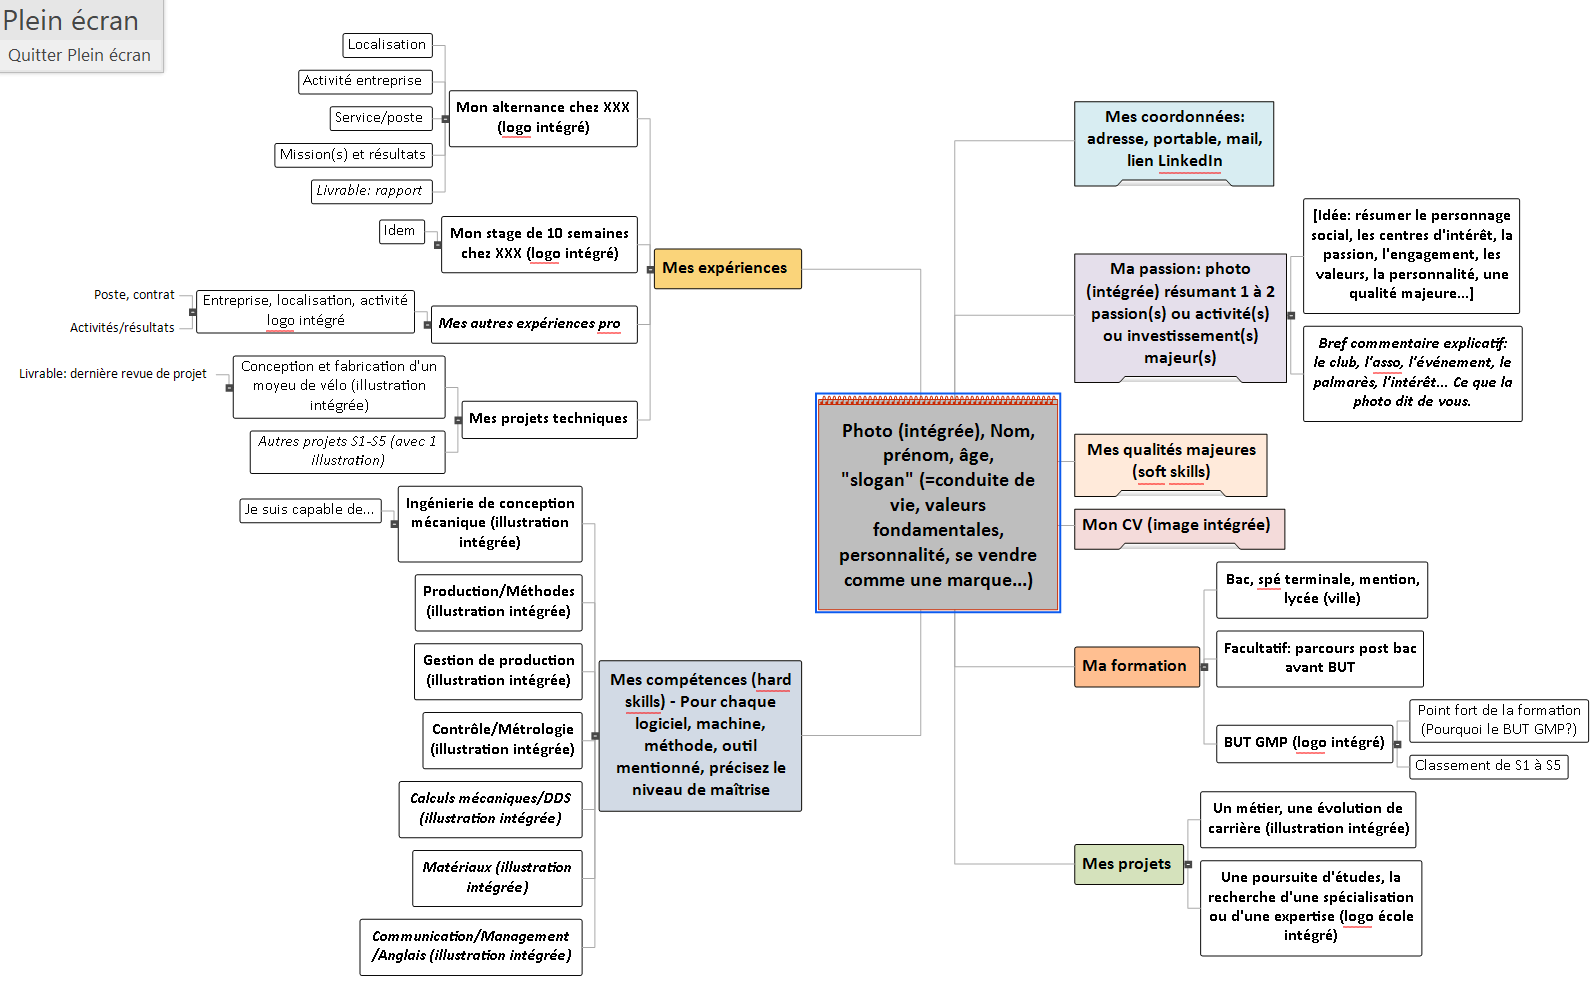 Plein écran
Quitter Plein écran
Localisation
Activité entreprise
Service/poste
Mission(s) et résultats
Livrable: rapport
Mon alternance chez XXX
(logo intégré)
Idem
Mon stage de 10 semaines
chez XXX (logo intégré)
Mes expériences
Poste, contrat
Activités/résultats
Entreprise, localisation, activité
logo intégré
Mes autres expériences pro
Livrable: dernière revue de projet
Conception et fabrication d'un
moyeu de vélo (illustration
intégrée)
Autres projets S1-S5 (avec 1
illustration)
Mes projets techniques
Je suis capable de...
Ingénierie de conception
mécanique (illustration
intégrée)
Production/Méthodes
(illustration intégrée)
Gestion de production
(illustration intégrée)
Contrôle/Métrologie
(illustration intégrée)
Calculs mécaniques/DDS
(illustration intégrée)
Matériaux (illustration
intégrée)
Communication/Management
/Anglais (illustration intégrée)
Mes compétences (hard
skills) - Pour chaque
logiciel, machine,
méthode, outil
mentionné, précisez le
niveau de maîtrise
Photo (intégrée), Nom,
prénom, âge,
"slogan" (=conduite de
vie, valeurs
fondamentales,
personnalité, se vendre
comme une marque...)
Mes coordonnées:
adresse, portable, mail,
lien LinkedIn
Ma passion: photo
(intégrée) résumant 1 à 2
passion(s) ou activité(s)
ou investissement(s)
majeur(s)
[Idée: résumer le personnage
social, les centres d'intérêt, la
passion, l'engagement, les
valeurs, la personnalité, une
qualité majeure...]
Bref commentaire explicatif:
le club, l'asso, l'événement, le
palmarès, l'intérêt... Ce que la
photo dit de vous.
Mes qualités majeures
(soft skills)
Mon CV (image intégrée)
Ma formation
Bac, spé terminale, mention,
lycée (ville)
Facultatif: parcours post bac
avant BUT
BUT GMP (logo intégré)
Point fort de la formation
(Pourquoi le BUT GMP?)
Classement de S1 à S5
Mes projets
Un métier, une évolution de
carrière (illustration intégrée)
Une poursuite d'études, la
recherche d'une spécialisation
ou d'une expertise (logo école
intégré)